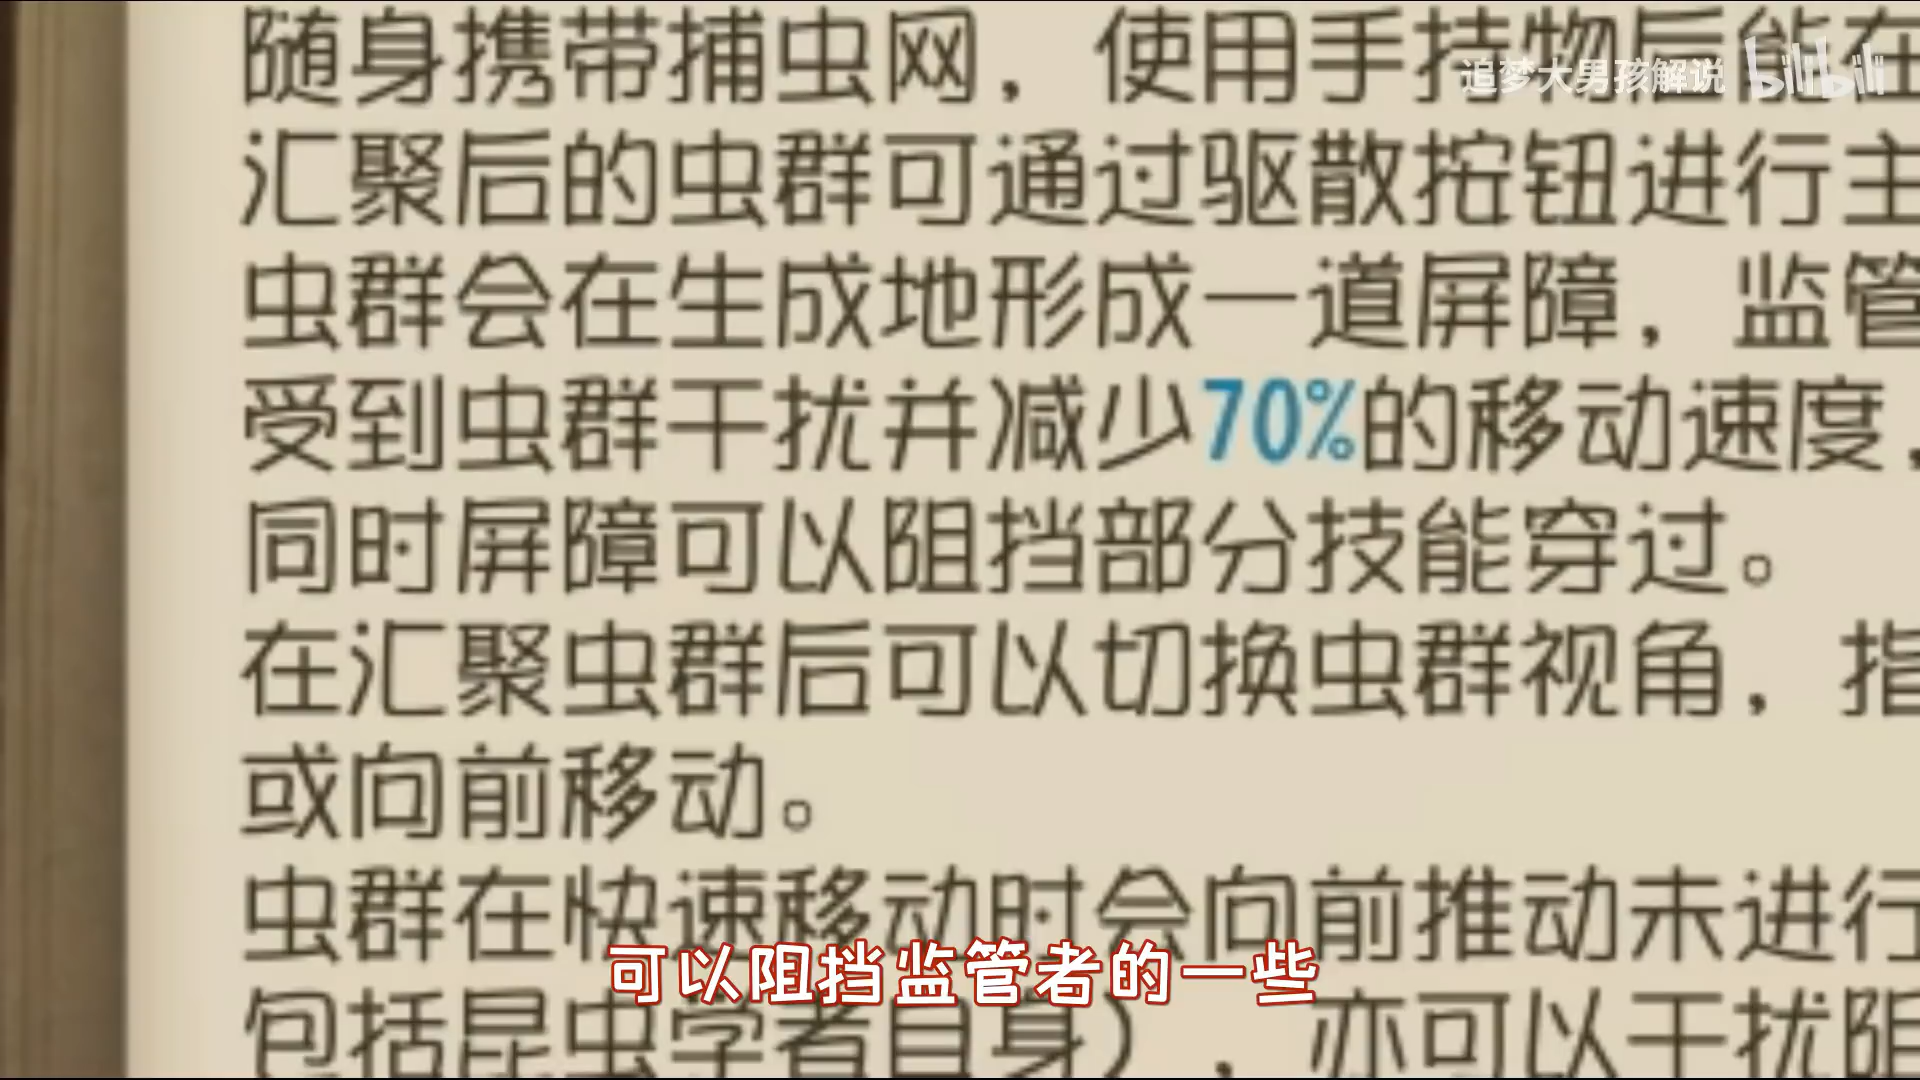 随身携带捕虫网，使用手持物后能在
追梦大男孩解说 bilibili
汇聚后的虫群可通过驱散按钮进行主
虫群会在生成地形成一道屏障，监管
受到虫群干扰并减少70%的移动速度，
同时屏障可以阻挡部分技能穿过。
在汇聚虫群后可以切换虫群视角，指
或向前移动。
虫群在快速移动时会向前推动未进行
可以阻挡监管者的一些
包括昆虫学者自身），亦可以干扰阻